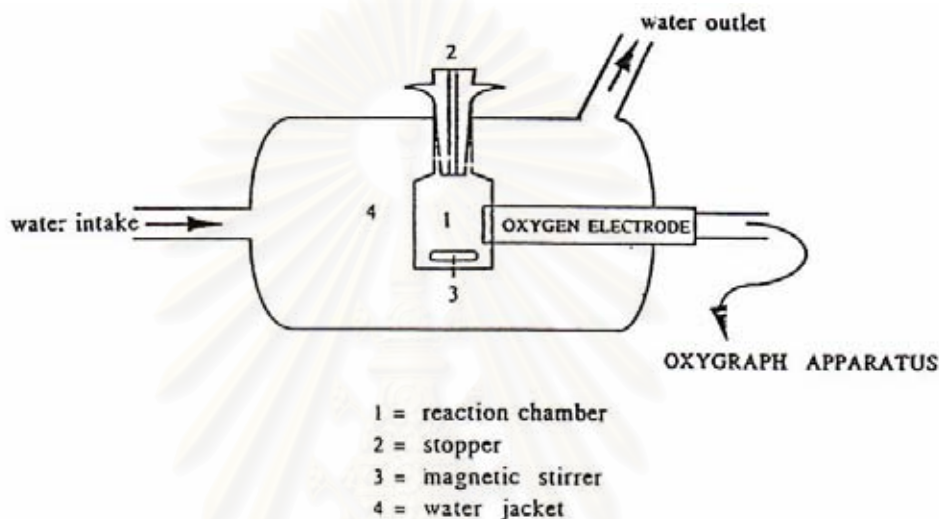 water outlet
2
water intake
4
1
OXYGEN ELECTRODE
3
OXYGRAPH APPARATUS
1 = reaction chamber
2 = stopper
3 = magnetic stirrer
4 = water jacket